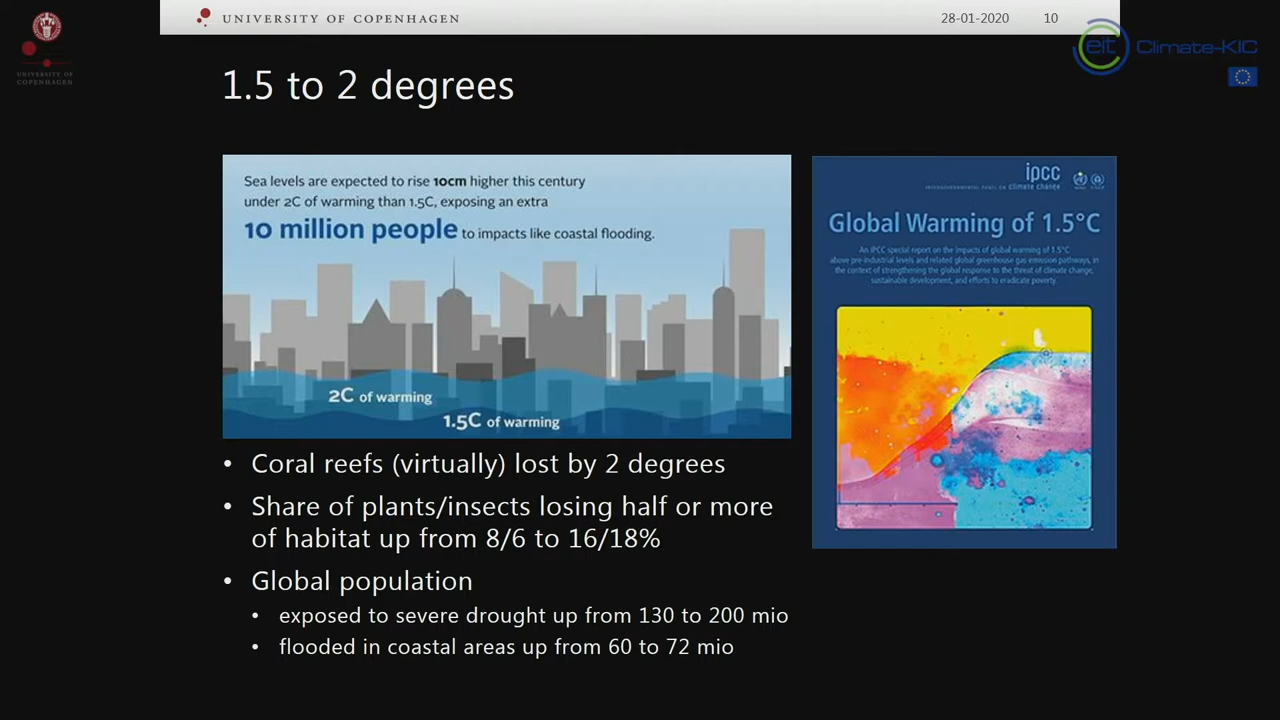 UNIVERSITY OF COPENHAGEN
28-01-2020 10
UNIVERSITY OF
COPENHAGEN
eit Climate-KIC
1.5 to 2 degrees
Sea levels are expected to rise 10cm higher this century
under 2C of warming than 1.5C, exposing an extra
10 million people to impacts like coastal flooding.
2C of warming
1.5C of warming
ipcc
INTERGOVERNMENTAL PANEL ON climate change
Global Warming of 1.5°C
An IPCC special report on the impacts of global warming of 1.5°C
above pre-industrial levels and related global greenhouse gas emission pathways, in
the context of strengthening the global response to the threat of climate change,
sustainable development, and efforts to eradicate poverty.
• Coral reefs (virtually) lost by 2 degrees
• Share of plants/insects losing half or more
of habitat up from 8/6 to 16/18%
• Global population
• exposed to severe drought up from 130 to 200 mio
• flooded in coastal areas up from 60 to 72 mio